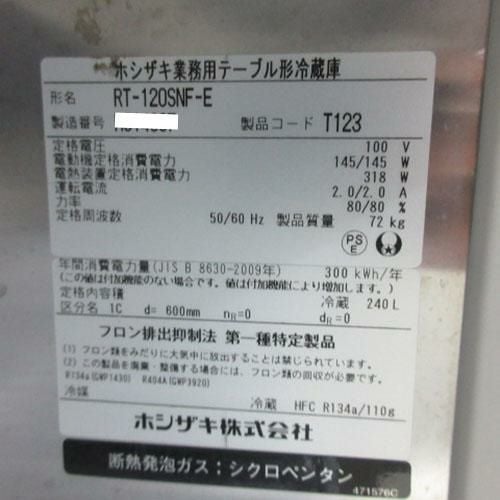 ホシザキ業務用テーブル形冷蔵庫
形名 RT-120SNF-E
製造番号 製品コード T123
定格電圧 100 V
電動機定格消費電力 145/145 W
電熱装置定格消費電力 318 W
運転電流 2.0/2.0 A
力率 80/80 %
定格周波数 50/60 Hz 製品質量 72 kg
PS
E
年間消費電力量(JIS B 8630-2009年) 300 kWh/年
(この値は付加機能のない場合です。値は付加機能により増加します。)
定格内容積 冷蔵 240 L
区分名 1C d= 600mm nR=0 dR=0
フロン排出抑制法 第一種特定製品
(1) フロン類をみだりに大気中に放出することは禁じられています。
(2) この製品を廃棄・整備する場合には、フロン類の回収が必要です。
R134a(GWP1430) R404A(GWP3920)
冷媒 冷蔵 HFC R134a/110g
ホシザキ株式会社
断熱発泡ガス:シクロペンタン
471576C